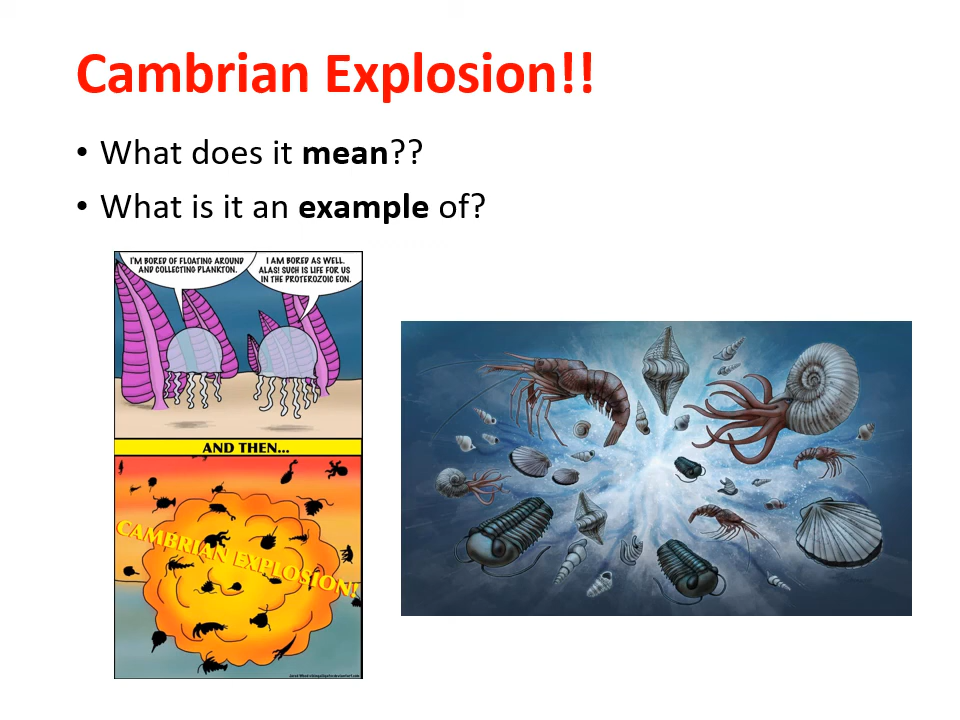 Cambrian Explosion!!
• What does it mean??
• What is it an example of?
I'M BORED OF FLOATING AROUND
AND COLLECTING PLANKTON.
I AM BORED AS WELL.
ALAS! SUCH IS LIFE FOR US
IN THE PROTEROZOIC EON.
AND THEN...
CAMBRIAN EXPLOSION!